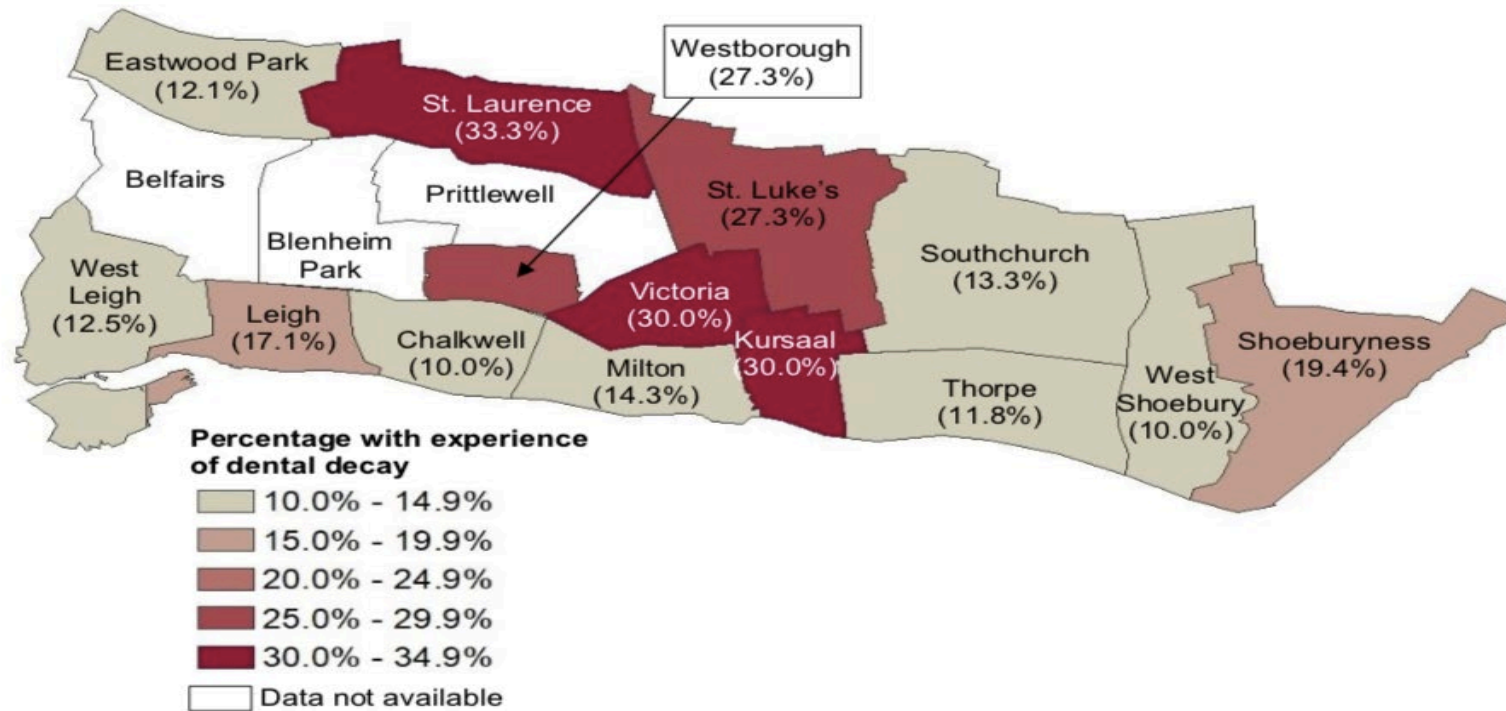 Westborough
(27.3%)
Eastwood Park
(12.1%)
St. Laurence
(33.3%)
Belfairs
Prittlewell
St. Luke's
(27.3%)
Blenheim
Park
Southchurch
(13.3%)
West
Leigh
(12.5%)
Leigh
(17.1%)
Victoria
(30.0%)
Chalkwell
(10.0%)
Kursaal
(30.0%)
Milton
(14.3%)
Thorpe
(11.8%)
West
Shoebury
(10.0%)
Shoeburyness
(19.4%)
Percentage with experience
of dental decay
10.0% - 14.9%
15.0% - 19.9%
20.0% - 24.9%
25.0% - 29.9%
30.0% - 34.9%
Data not available